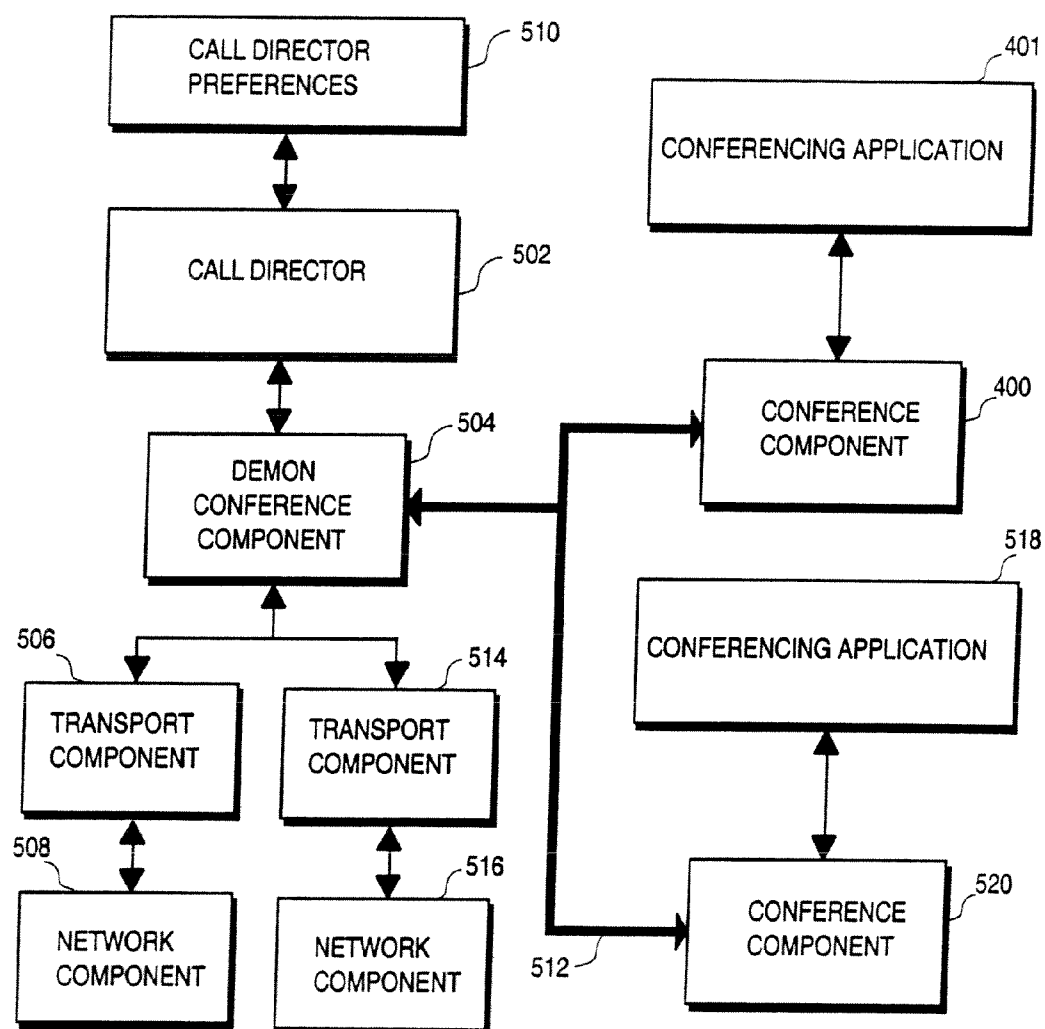 CALL DIRECTOR
PREFERENCES
510
CALL DIRECTOR
502
DEMON
CONFERENCE
COMPONENT
504
506
TRANSPORT
COMPONENT
514
TRANSPORT
COMPONENT
508
NETWORK
COMPONENT
516
NETWORK
COMPONENT
401
CONFERENCING APPLICATION
CONFERENCE
COMPONENT
400
518
CONFERENCING APPLICATION
CONFERENCE
COMPONENT
520
512